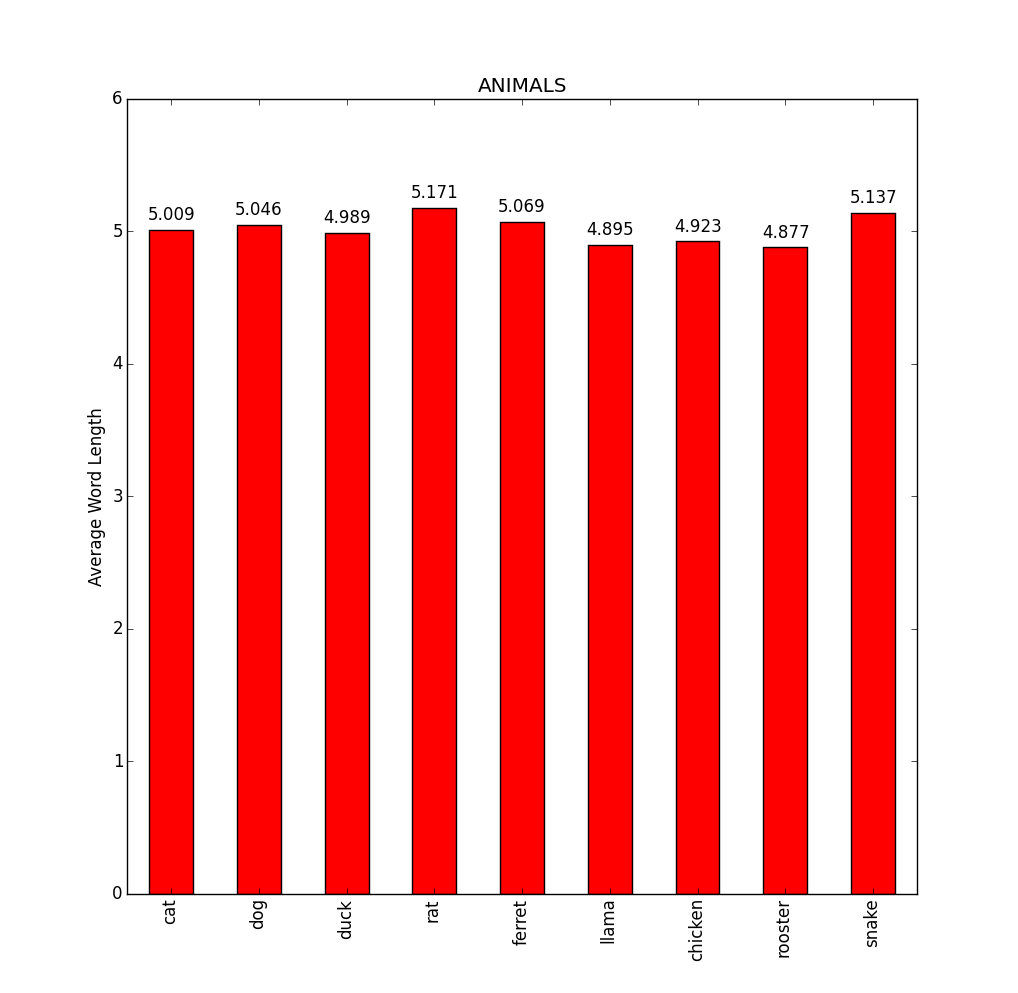 ANIMALS
6
5
4
3
2
1
0
Average Word Length
5.009
5.046
4.989
5.171
5.069
4.895
4.923
4.877
5.137
cat
dog
duck
rat
ferret
llama
chicken
rooster
snake